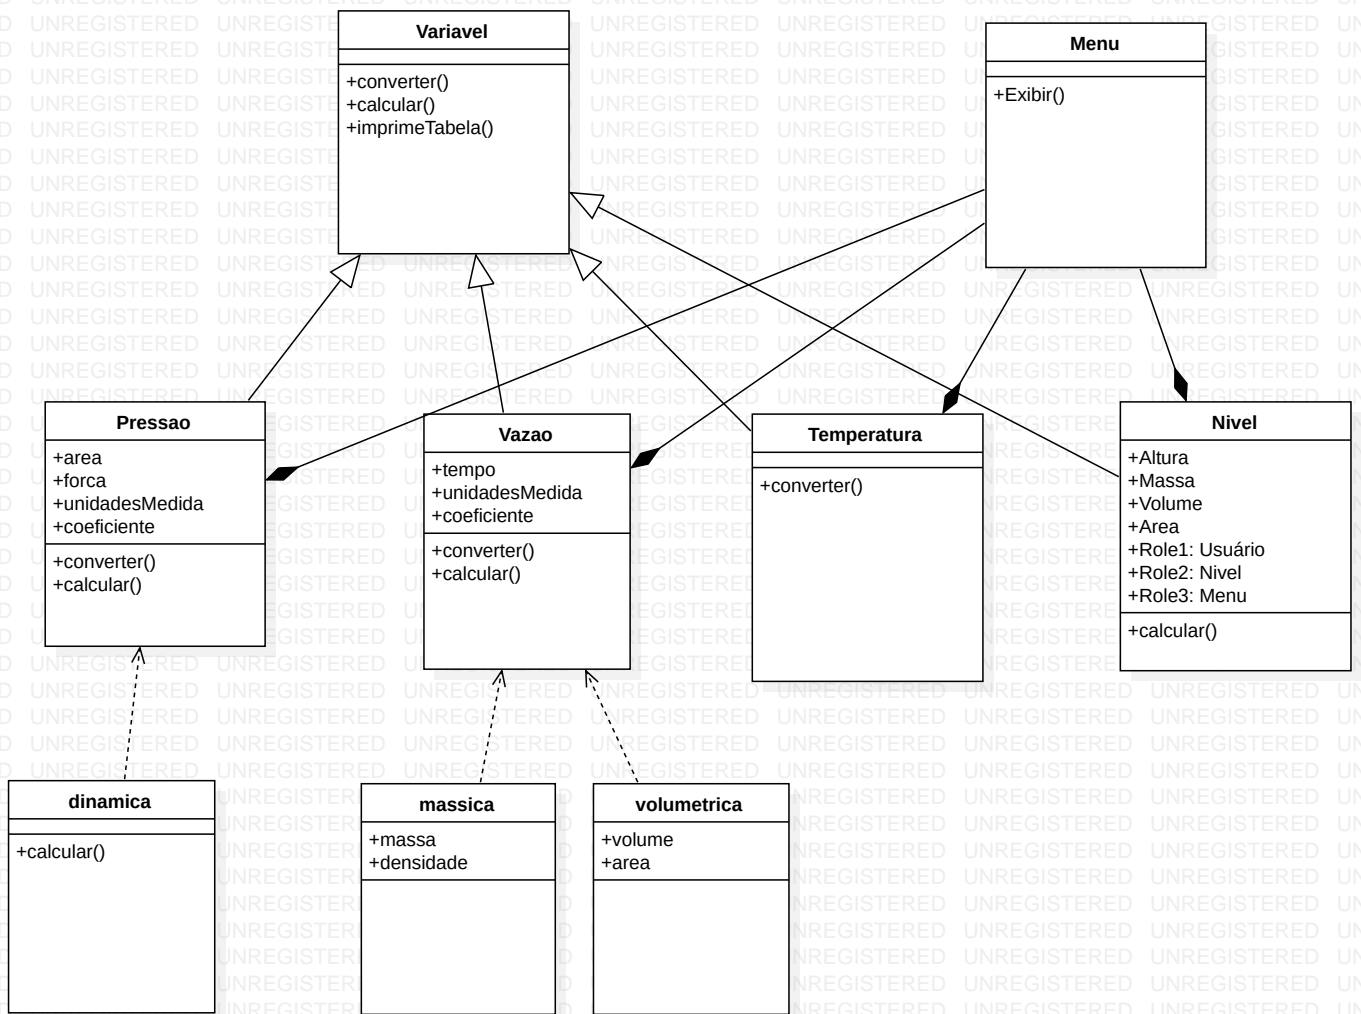 Variavel
+converter()
+calcular()
+imprimeTabela()
Menu
+Exibir()
Pressao
+area
+forca
+unidadesMedida
+coeficiente
+converter()
+calcular()
Vazao
+tempo
+unidadesMedida
+coeficiente
+converter()
+calcular()
Temperatura
+converter()
Nivel
+Altura
+Massa
+Volume
+Area
+Role1: Usuário
+Role2: Nivel
+Role3: Menu
+calcular()
dinamica
+calcular()
massica
+massa
+densidade
volumetrica
+volume
+area
UNREGISTERED